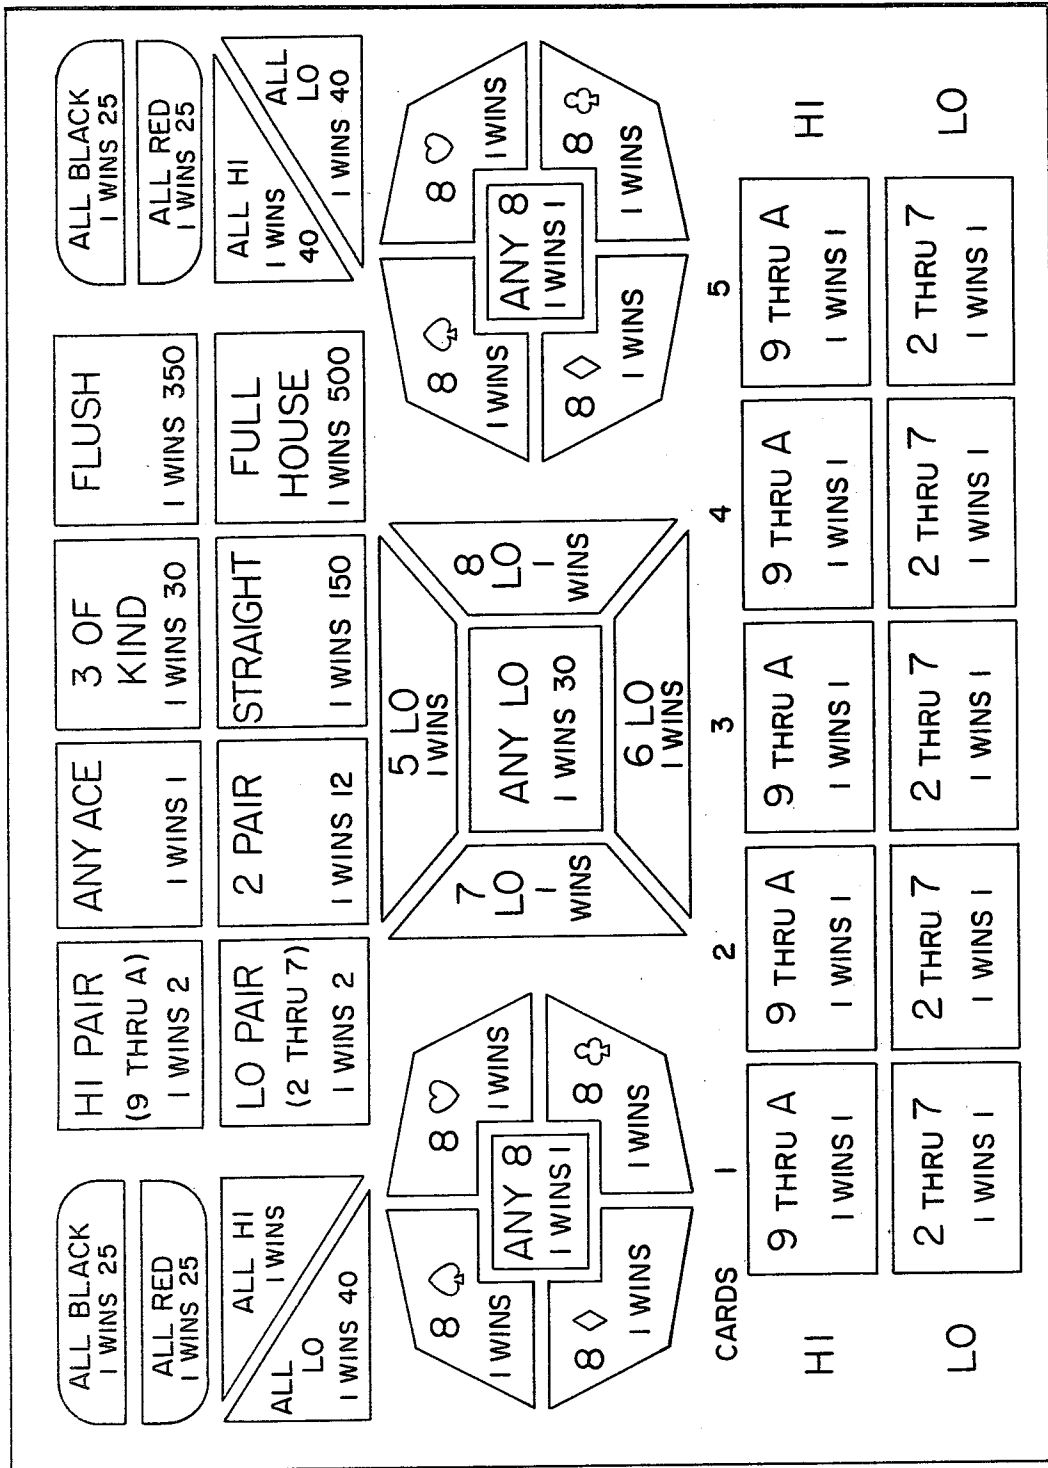 ALL BLACK
1 WINS 25
ALL RED
1 WINS 25
ALL HI
1 WINS
ALL
LO
1 WINS 40
HI PAIR
(9 THRU A)
1 WINS 2
ANY ACE
1 WINS 1
3 OF
KIND
1 WINS 30
FLUSH
1 WINS 350
LO PAIR
(2 THRU 7)
1 WINS 2
2 PAIR
1 WINS 12
STRAIGHT
1 WINS 150
FULL
HOUSE
1 WINS 500
ALL BLACK
1 WINS 25
ALL RED
1 WINS 25
ALL HI
1 WINS
40
ALL
LO
1 WINS 40
8 ♤
1 WINS
8 ♡
1 WINS
ANY 8
1 WINS 1
8 ♢
1 WINS
8 ♧
1 WINS
5 LO
1 WINS
7
LO
1
WINS
ANY LO
1 WINS 30
8
LO
1
WINS
6 LO
1 WINS
8 ♤
1 WINS
8 ♡
1 WINS
ANY 8
1 WINS 1
8 ♢
1 WINS
8 ♧
1 WINS
CARDS 1 2 3 4 5
HI
9 THRU A
1 WINS 1
9 THRU A
1 WINS 1
9 THRU A
1 WINS 1
9 THRU A
1 WINS 1
9 THRU A
1 WINS 1
HI
LO
2 THRU 7
1 WINS 1
2 THRU 7
1 WINS 1
2 THRU 7
1 WINS 1
2 THRU 7
1 WINS 1
2 THRU 7
1 WINS 1
LO